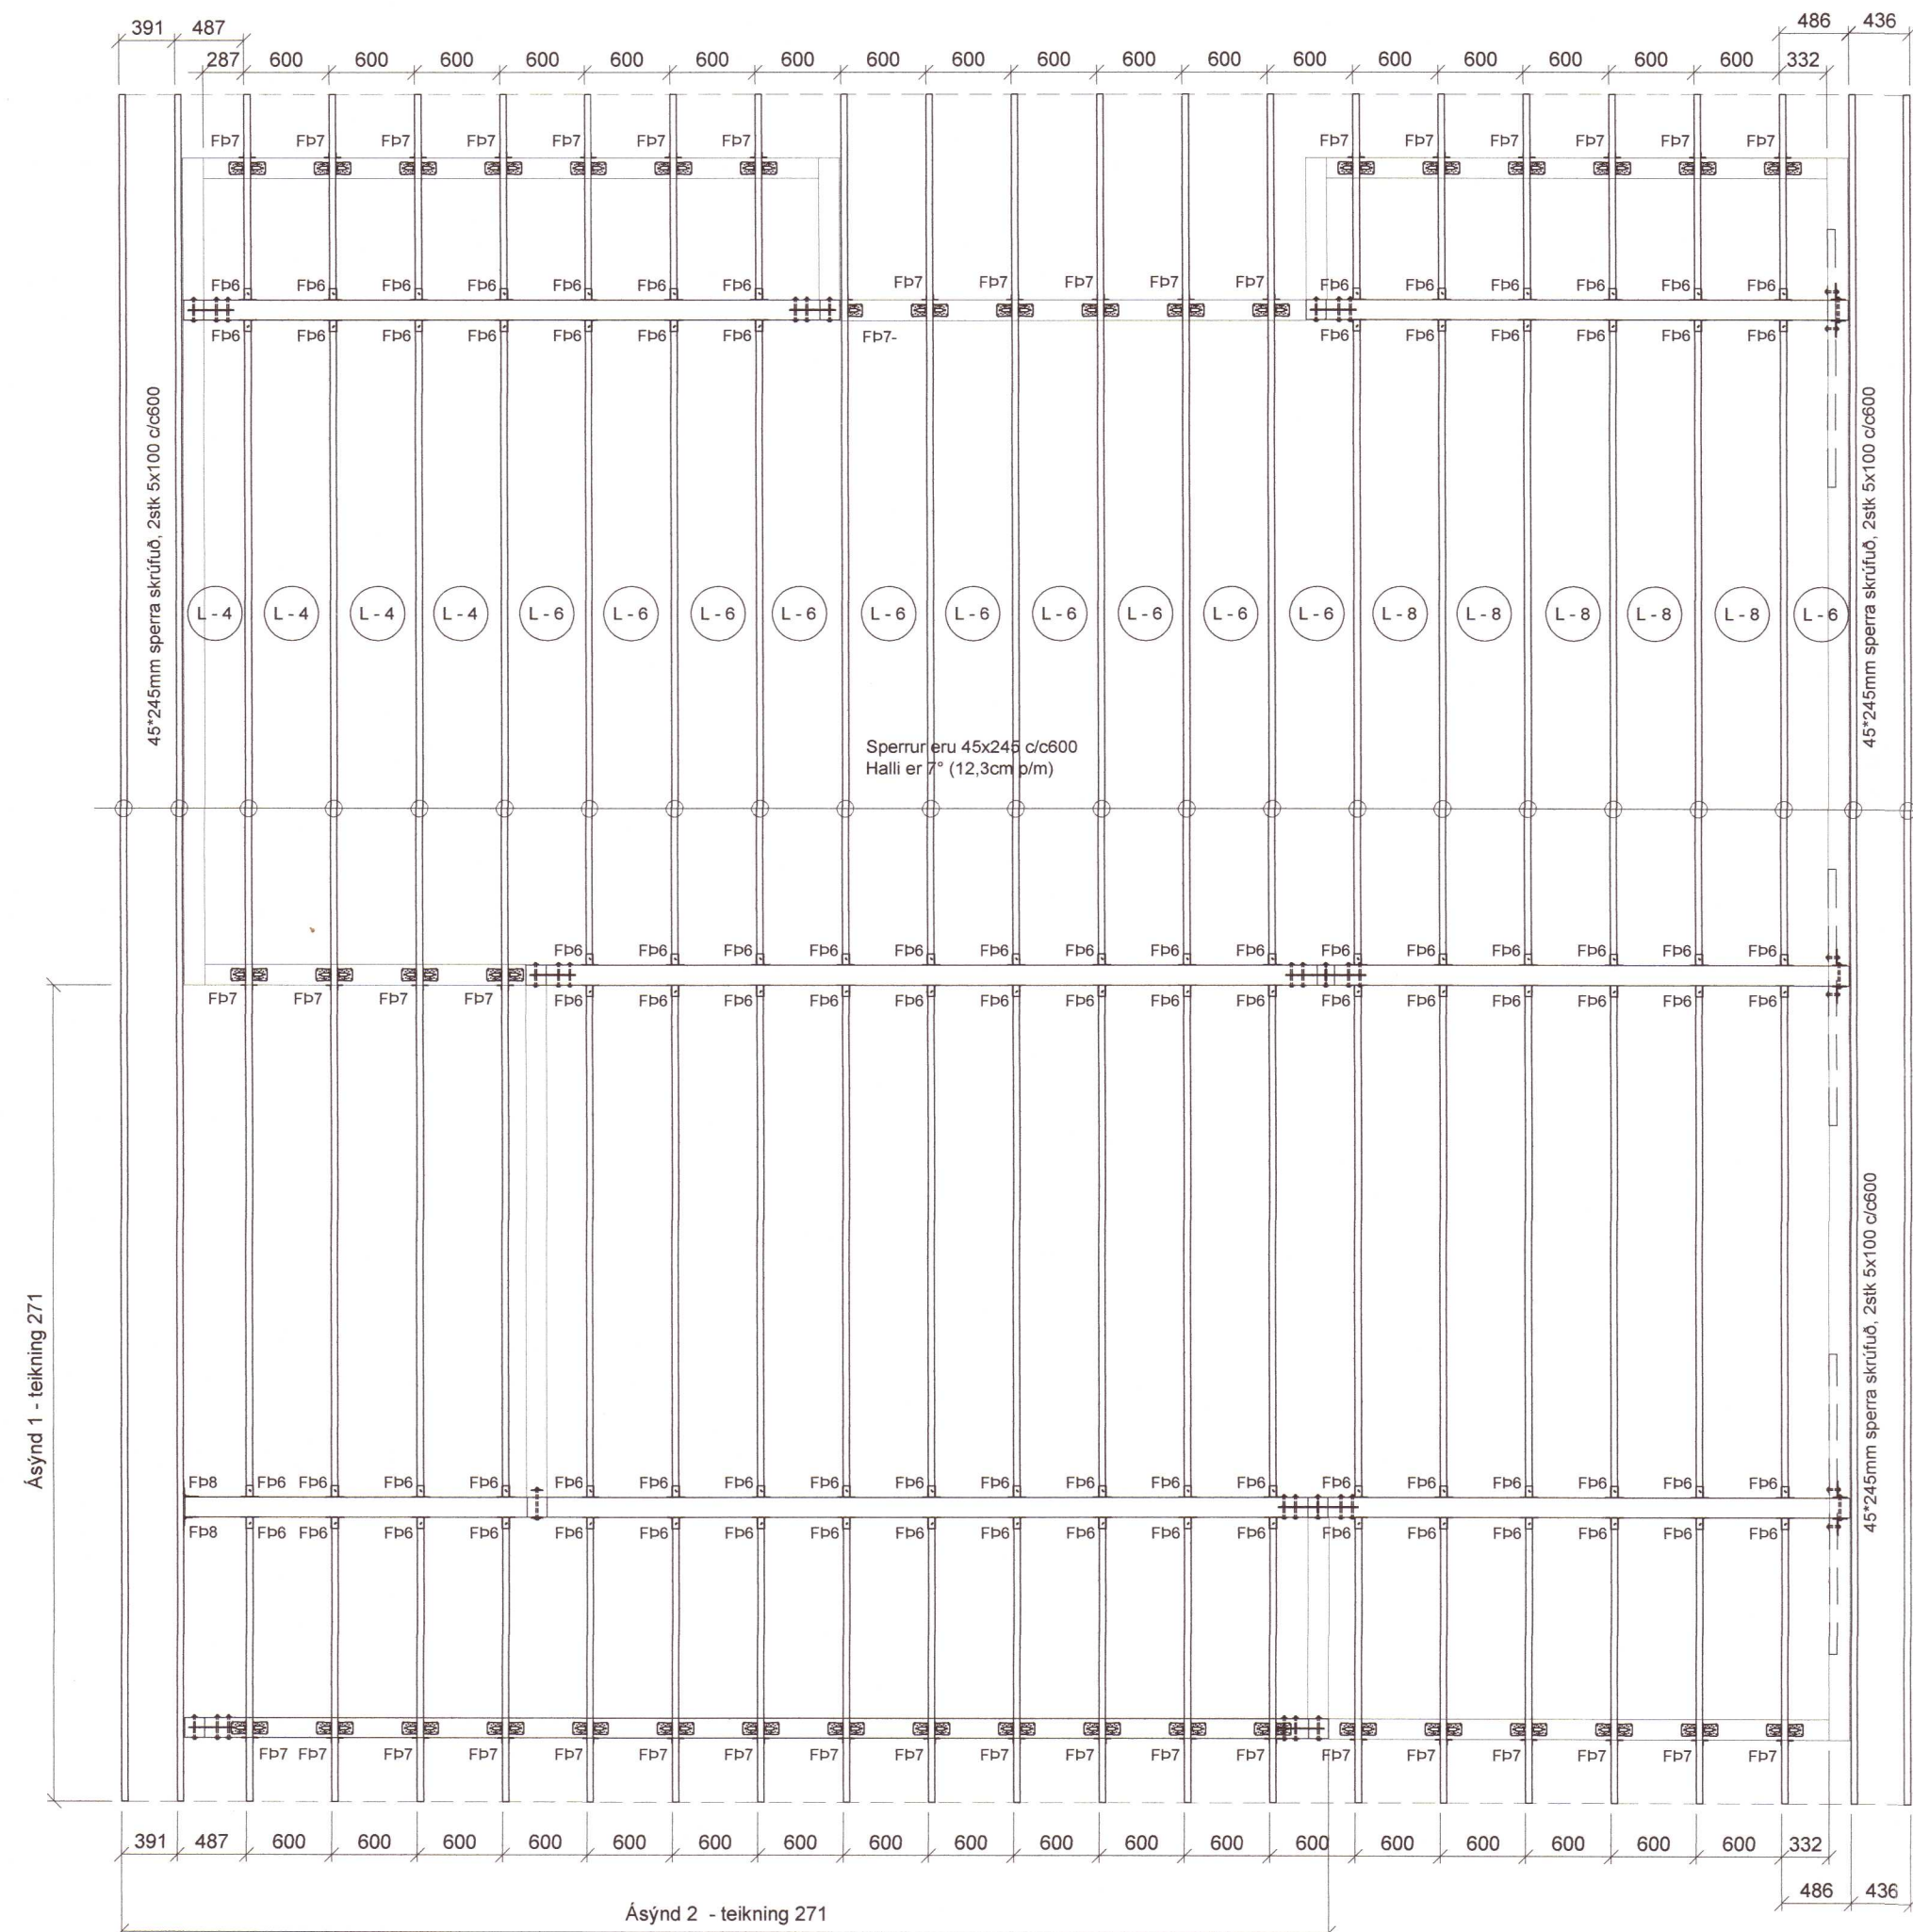 391 487 486 436
287 600 600 600 600 600 600 600 600 600 600 600 600 600 600 600 600 600 600 332
FÞ7 FÞ7 FÞ7 FÞ7 FÞ7 FÞ7 FÞ7 FÞ7 FÞ7 FÞ7 FÞ7 FÞ7 FÞ7
FÞ6 FÞ6 FÞ6 FÞ6 FÞ6 FÞ6 FÞ6 FÞ7 FÞ7 FÞ7 FÞ7 FÞ7 FÞ6 FÞ6 FÞ6 FÞ6 FÞ6 FÞ6
FÞ6 FÞ6 FÞ6 FÞ6 FÞ6 FÞ6 FÞ6 FÞ7- FÞ6 FÞ6 FÞ6 FÞ6 FÞ6 FÞ6
45*245mm sperra skrúfuð, 2stk 5x100 c/c600
45*245mm sperra skrúfuð, 2stk 5x100 c/c600
L - 4 L - 4 L - 4 L - 4 L - 6 L - 6 L - 6 L - 6 L - 6 L - 6 L - 6 L - 6 L - 6 L - 6 L - 8 L - 8 L - 8 L - 8 L - 8 L - 6
Sperrur eru 45x245 c/c600
Halli er 7° (12,3cm p/m)
FÞ6 FÞ6 FÞ6 FÞ6 FÞ6 FÞ6 FÞ6 FÞ6 FÞ6 FÞ6 FÞ6 FÞ6 FÞ6 FÞ6 FÞ6
FÞ7 FÞ7 FÞ7 FÞ7 FÞ6 FÞ6 FÞ6 FÞ6 FÞ6 FÞ6 FÞ6 FÞ6 FÞ6 FÞ6 FÞ6 FÞ6 FÞ6 FÞ6 FÞ6
Ásýnd 1 - teikning 271
45*245mm sperra skrúfuð, 2stk 5x100 c/c600
FÞ8 FÞ6 FÞ6 FÞ6 FÞ6 FÞ6 FÞ6 FÞ6 FÞ6 FÞ6 FÞ6 FÞ6 FÞ6 FÞ6 FÞ6 FÞ6 FÞ6 FÞ6 FÞ6 FÞ6
FÞ8 FÞ6 FÞ6 FÞ6 FÞ6 FÞ6 FÞ6 FÞ6 FÞ6 FÞ6 FÞ6 FÞ6 FÞ6 FÞ6 FÞ6 FÞ6 FÞ6 FÞ6 FÞ6 FÞ6
FÞ7 FÞ7 FÞ7 FÞ7 FÞ7 FÞ7 FÞ7 FÞ7 FÞ7 FÞ7 FÞ7 FÞ7 FÞ7 FÞ7 FÞ7 FÞ7 FÞ7 FÞ7 FÞ7
391 487 600 600 600 600 600 600 600 600 600 600 600 600 600 600 600 600 600 600 332
486 436
Ásýnd 2 - teikning 271